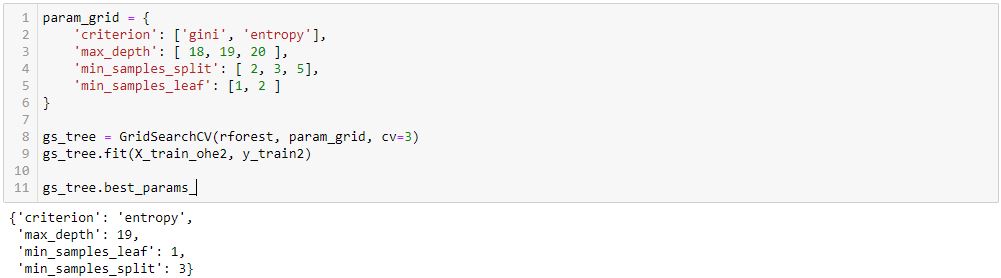 1 param_grid = {
2     'criterion': ['gini', 'entropy'],
3     'max_depth': [ 18, 19, 20 ],
4     'min_samples_split': [ 2, 3, 5],
5     'min_samples_leaf': [1, 2 ]
6 }
7
8 gs_tree = GridSearchCV(rforest, param_grid, cv=3)
9 gs_tree.fit(X_train_ohe2, y_train2)
10
11 gs_tree.best_params_
{'criterion': 'entropy',
 'max_depth': 19,
 'min_samples_leaf': 1,
 'min_samples_split': 3}